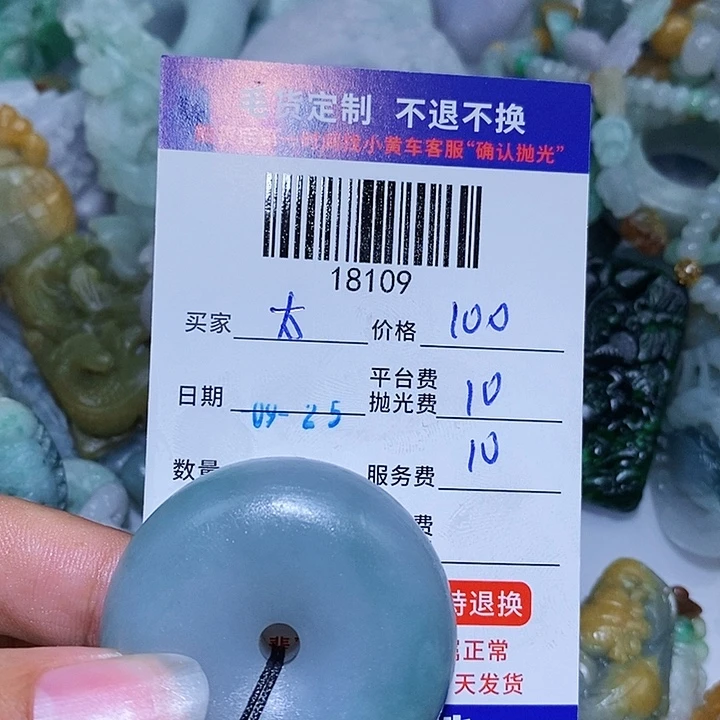 毛货定制 不退不换
小黄车客服“确认抛光”
18109
买家 太 价格 100
平台费
抛光费 10
日期 09-25
数量 服务费 10
费
持退换
正常
天发货